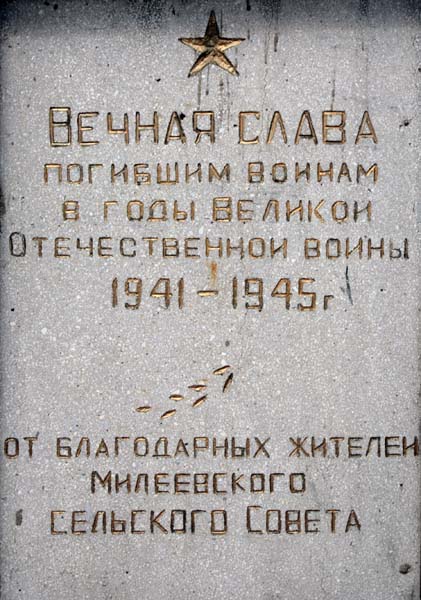 Вечная слава
погибшим воинам
в годы Великой
Отечественной войны
1941-1945г
от благодарных жителей
Милеевского
сельского Совета